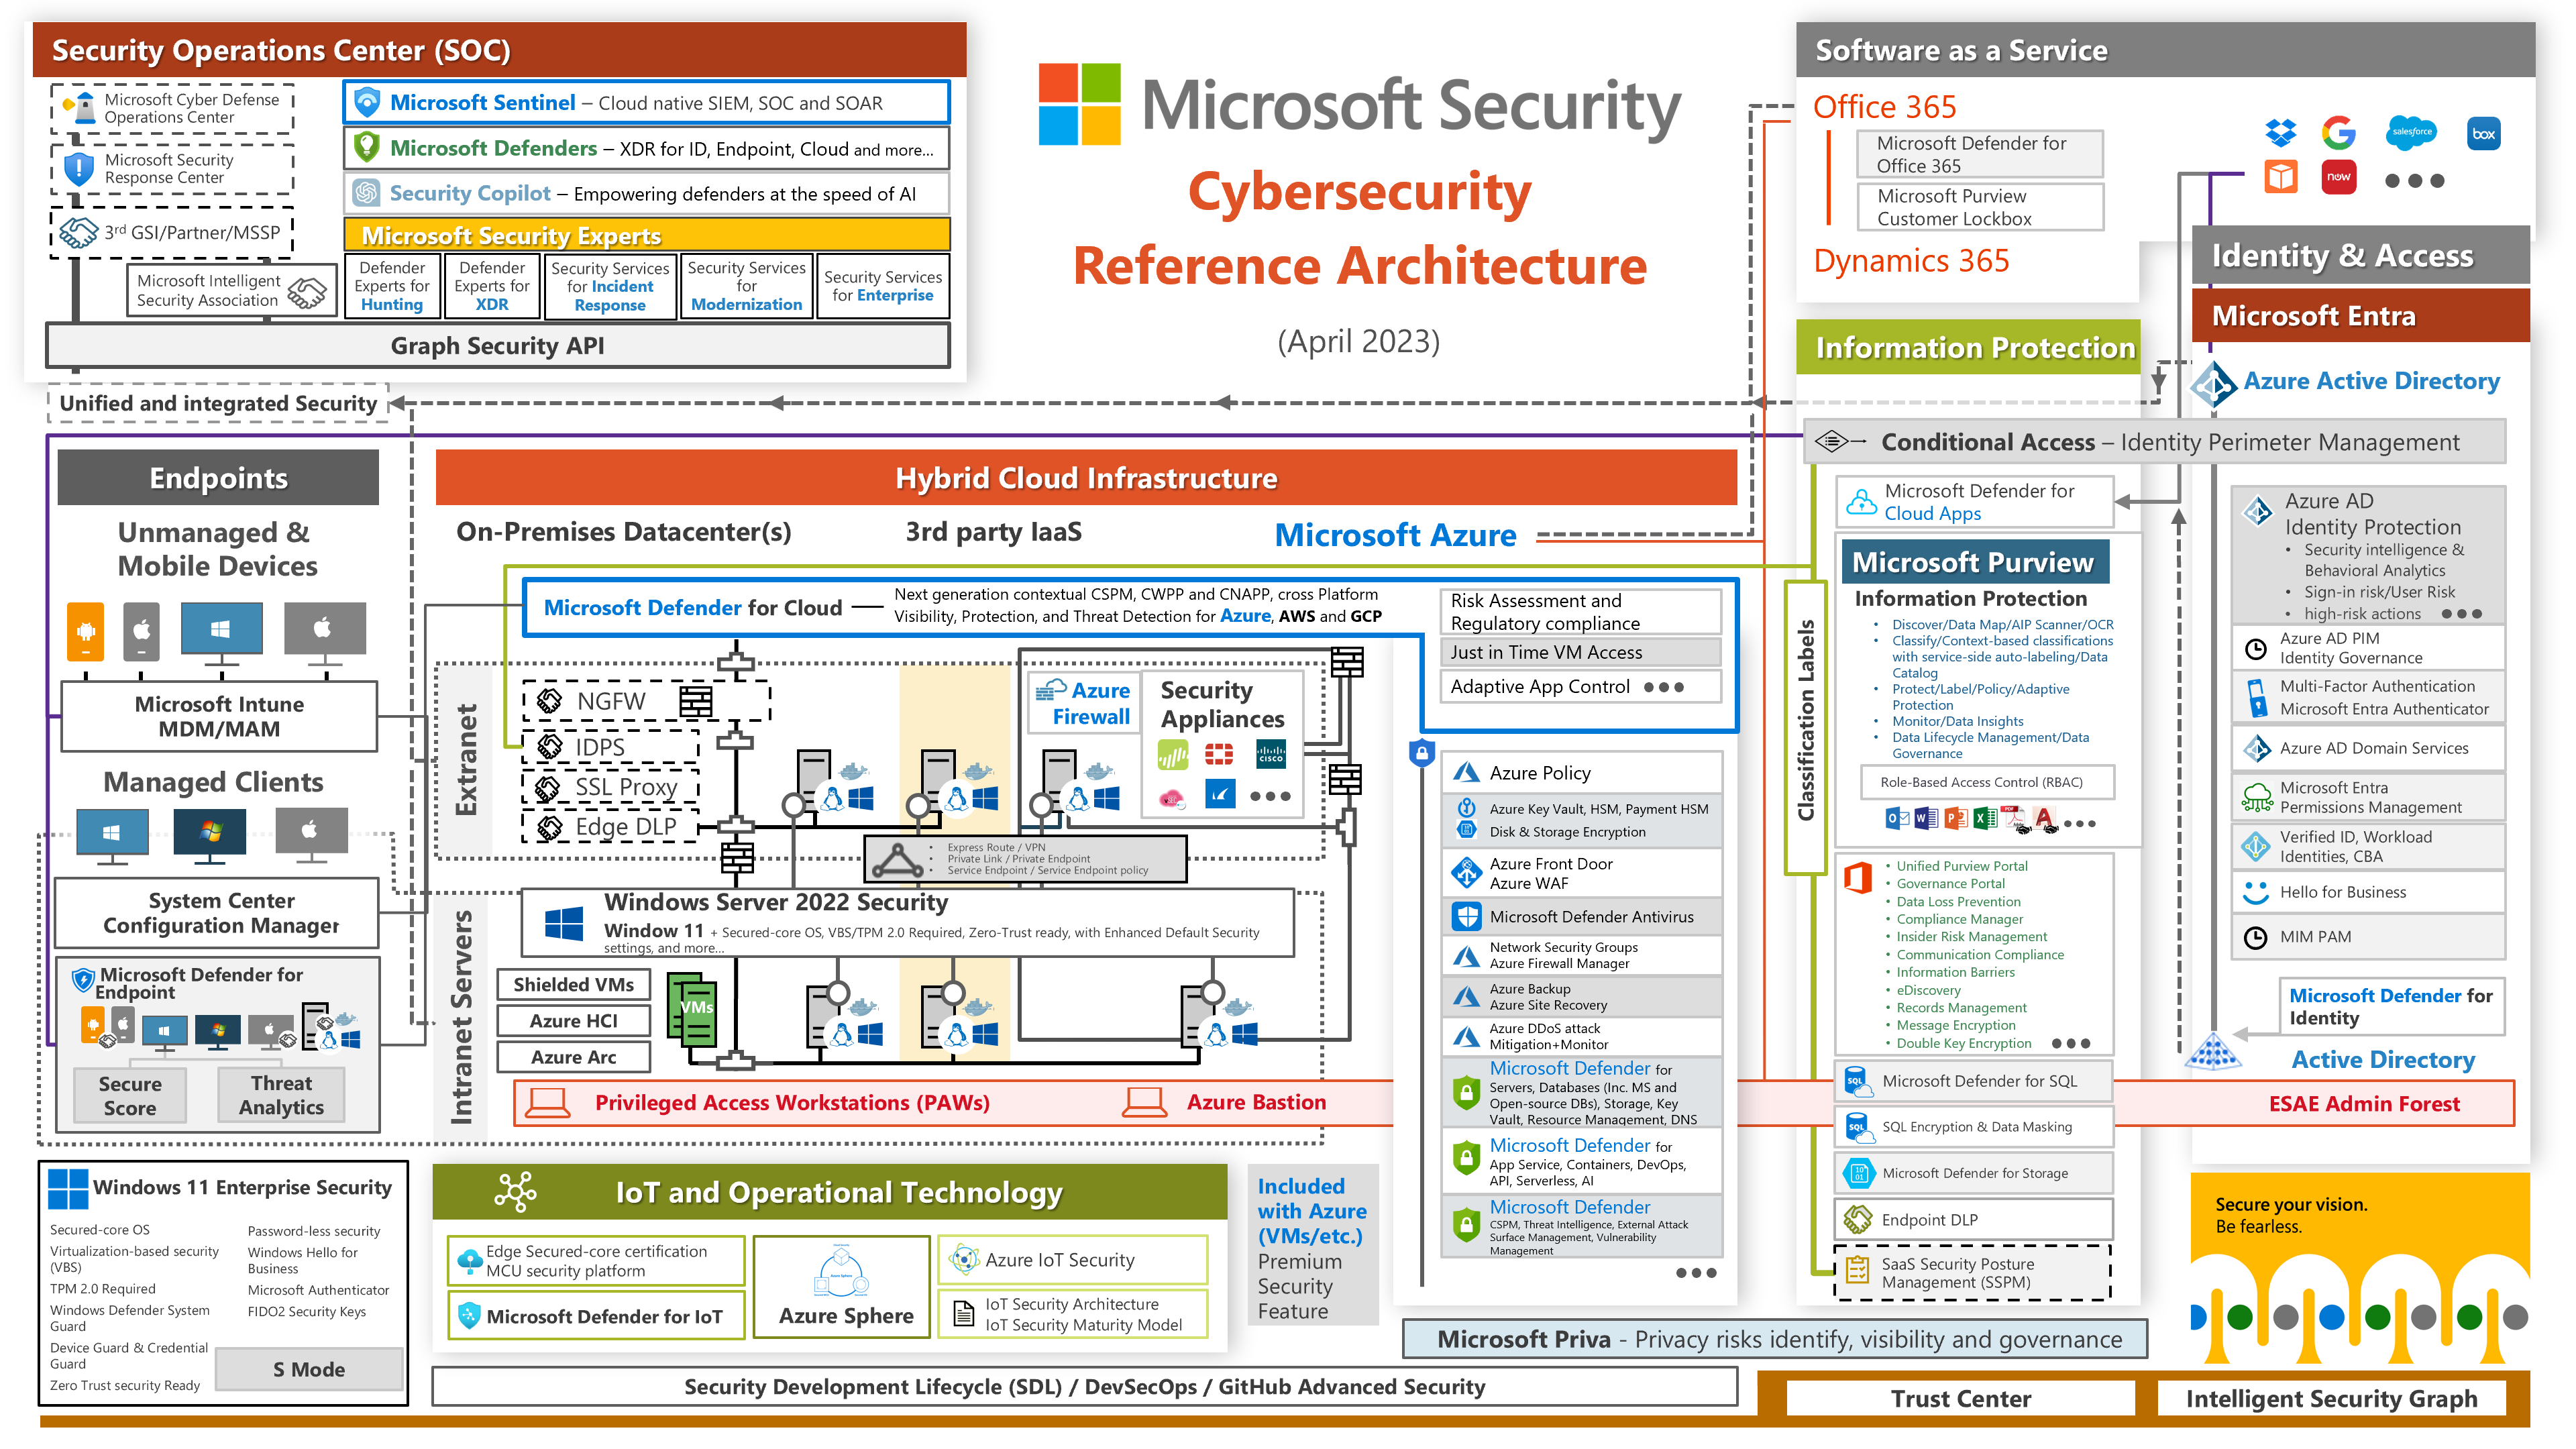 Security Operations Center (SOC)
Microsoft Cyber Defense
Operations Center
Microsoft Security
Response Center
3rd GSI/Partner/MSSP
Microsoft Intelligent
Security Association
Microsoft Sentinel – Cloud native SIEM, SOC and SOAR
Microsoft Defenders – XDR for ID, Endpoint, Cloud and more...
Security Copilot – Empowering defenders at the speed of AI
Microsoft Security Experts
Defender
Experts for
Hunting
Defender
Experts for
XDR
Security Services
for Incident
Response
Security Services
for
Modernization
Security Services
for Enterprise
Graph Security API
Unified and integrated Security
Microsoft Security
Cybersecurity
Reference Architecture
(April 2023)
Software as a Service
Office 365
Microsoft Defender for
Office 365
Microsoft Purview
Customer Lockbox
Dynamics 365
salesforce
box
now
Identity & Access
Microsoft Entra
Azure Active Directory
Information Protection
Conditional Access – Identity Perimeter Management
Endpoints
Unmanaged &
Mobile Devices
Microsoft Intune
MDM/MAM
Managed Clients
System Center
Configuration Manager
Microsoft Defender for
Endpoint
Secure
Score
Threat
Analytics
Hybrid Cloud Infrastructure
On-Premises Datacenter(s)
3rd party IaaS
Microsoft Azure
Microsoft Defender for Cloud —
Next generation contextual CSPM, CWPP and CNAPP, cross Platform
Visibility, Protection, and Threat Detection for Azure, AWS and GCP
Risk Assessment and
Regulatory compliance
Just in Time VM Access
Adaptive App Control
Extranet
NGFW
IDPS
SSL Proxy
Edge DLP
Azure
Firewall
Security
Appliances
CISCO
• Express Route / VPN
• Private Link / Private Endpoint
• Service Endpoint / Service Endpoint policy
Intranet Servers
Windows Server 2022 Security
Window 11 + Secured-core OS, VBS/TPM 2.0 Required, Zero-Trust ready, with Enhanced Default Security
settings, and more...
Shielded VMs
Azure HCI
Azure Arc
VMs
Privileged Access Workstations (PAWs)
Azure Bastion
ESAE Admin Forest
Azure Policy
Azure Key Vault, HSM, Payment HSM
Disk & Storage Encryption
Azure Front Door
Azure WAF
Microsoft Defender Antivirus
Network Security Groups
Azure Firewall Manager
Azure Backup
Azure Site Recovery
Azure DDoS attack
Mitigation+Monitor
Microsoft Defender for
Servers, Databases (Inc. MS and
Open-source DBs), Storage, Key
Vault, Resource Management, DNS
Microsoft Defender for
App Service, Containers, DevOps,
API, Serverless, AI
Microsoft Defender
CSPM, Threat Intelligence, External Attack
Surface Management, Vulnerability
Management
Classification Labels
Microsoft Defender for
Cloud Apps
Microsoft Purview
Information Protection
• Discover/Data Map/AIP Scanner/OCR
• Classify/Context-based classifications
with service-side auto-labeling/Data
Catalog
• Protect/Label/Policy/Adaptive
Protection
• Monitor/Data Insights
• Data Lifecycle Management/Data
Governance
Role-Based Access Control (RBAC)
• Unified Purview Portal
• Governance Portal
• Data Loss Prevention
• Compliance Manager
• Insider Risk Management
• Communication Compliance
• Information Barriers
• eDiscovery
• Records Management
• Message Encryption
• Double Key Encryption
SQL
Microsoft Defender for SQL
SQL
SQL Encryption & Data Masking
Microsoft Defender for Storage
Endpoint DLP
SaaS Security Posture
Management (SSPM)
Azure AD
Identity Protection
• Security intelligence &
Behavioral Analytics
• Sign-in risk/User Risk
• high-risk actions
Azure AD PIM
Identity Governance
Multi-Factor Authentication
Microsoft Entra Authenticator
Azure AD Domain Services
Microsoft Entra
Permissions Management
Verified ID, Workload
Identities, CBA
Hello for Business
MIM PAM
Microsoft Defender for
Identity
Active Directory
Windows 11 Enterprise Security
Secured-core OS
Virtualization-based security
(VBS)
TPM 2.0 Required
Windows Defender System
Guard
Device Guard & Credential
Guard
Zero Trust security Ready
Password-less security
Windows Hello for
Business
Microsoft Authenticator
FIDO2 Security Keys
S Mode
IoT and Operational Technology
Edge Secured-core certification
MCU security platform
Microsoft Defender for IoT
Azure Sphere
Azure IoT Security
IoT Security Architecture
IoT Security Maturity Model
Included
with Azure
(VMs/etc.)
Premium
Security
Feature
Microsoft Priva - Privacy risks identify, visibility and governance
Secure your vision.
Be fearless.
Security Development Lifecycle (SDL) / DevSecOps / GitHub Advanced Security
Trust Center
Intelligent Security Graph